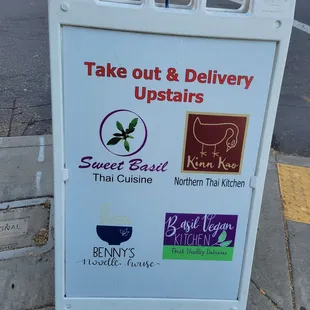 Take out & Delivery
Upstairs
Sweet Basil
Thai Cuisine
Kinn Kao
Northern Thai Kitchen
BENNY'S
noodle house
Basil Vegan
KITCHEN
Fresh Healthy Delicious